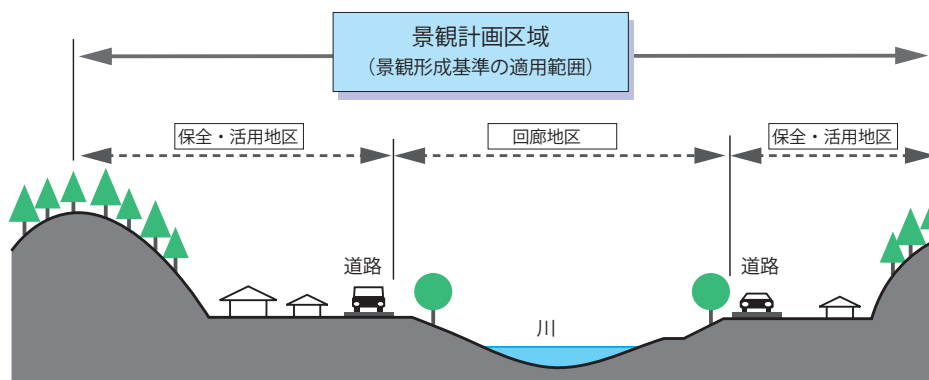 景観計画区域
（景観形成基準の適用範囲）
保全・活用地区
回廊地区
保全・活用地区
道路
道路
川